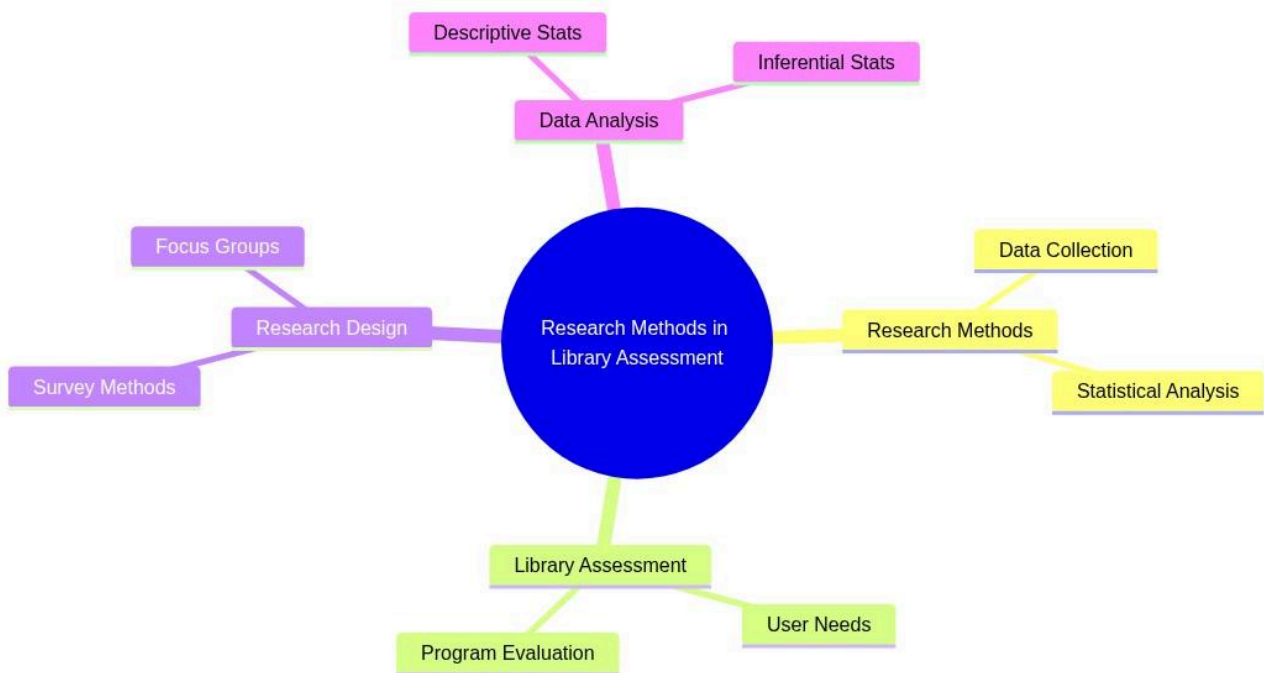 Descriptive Stats
Inferential Stats
Data Analysis
Focus Groups
Data Collection
Research Design
Research Methods in
Library Assessment
Research Methods
Survey Methods
Statistical Analysis
Library Assessment
User Needs
Program Evaluation